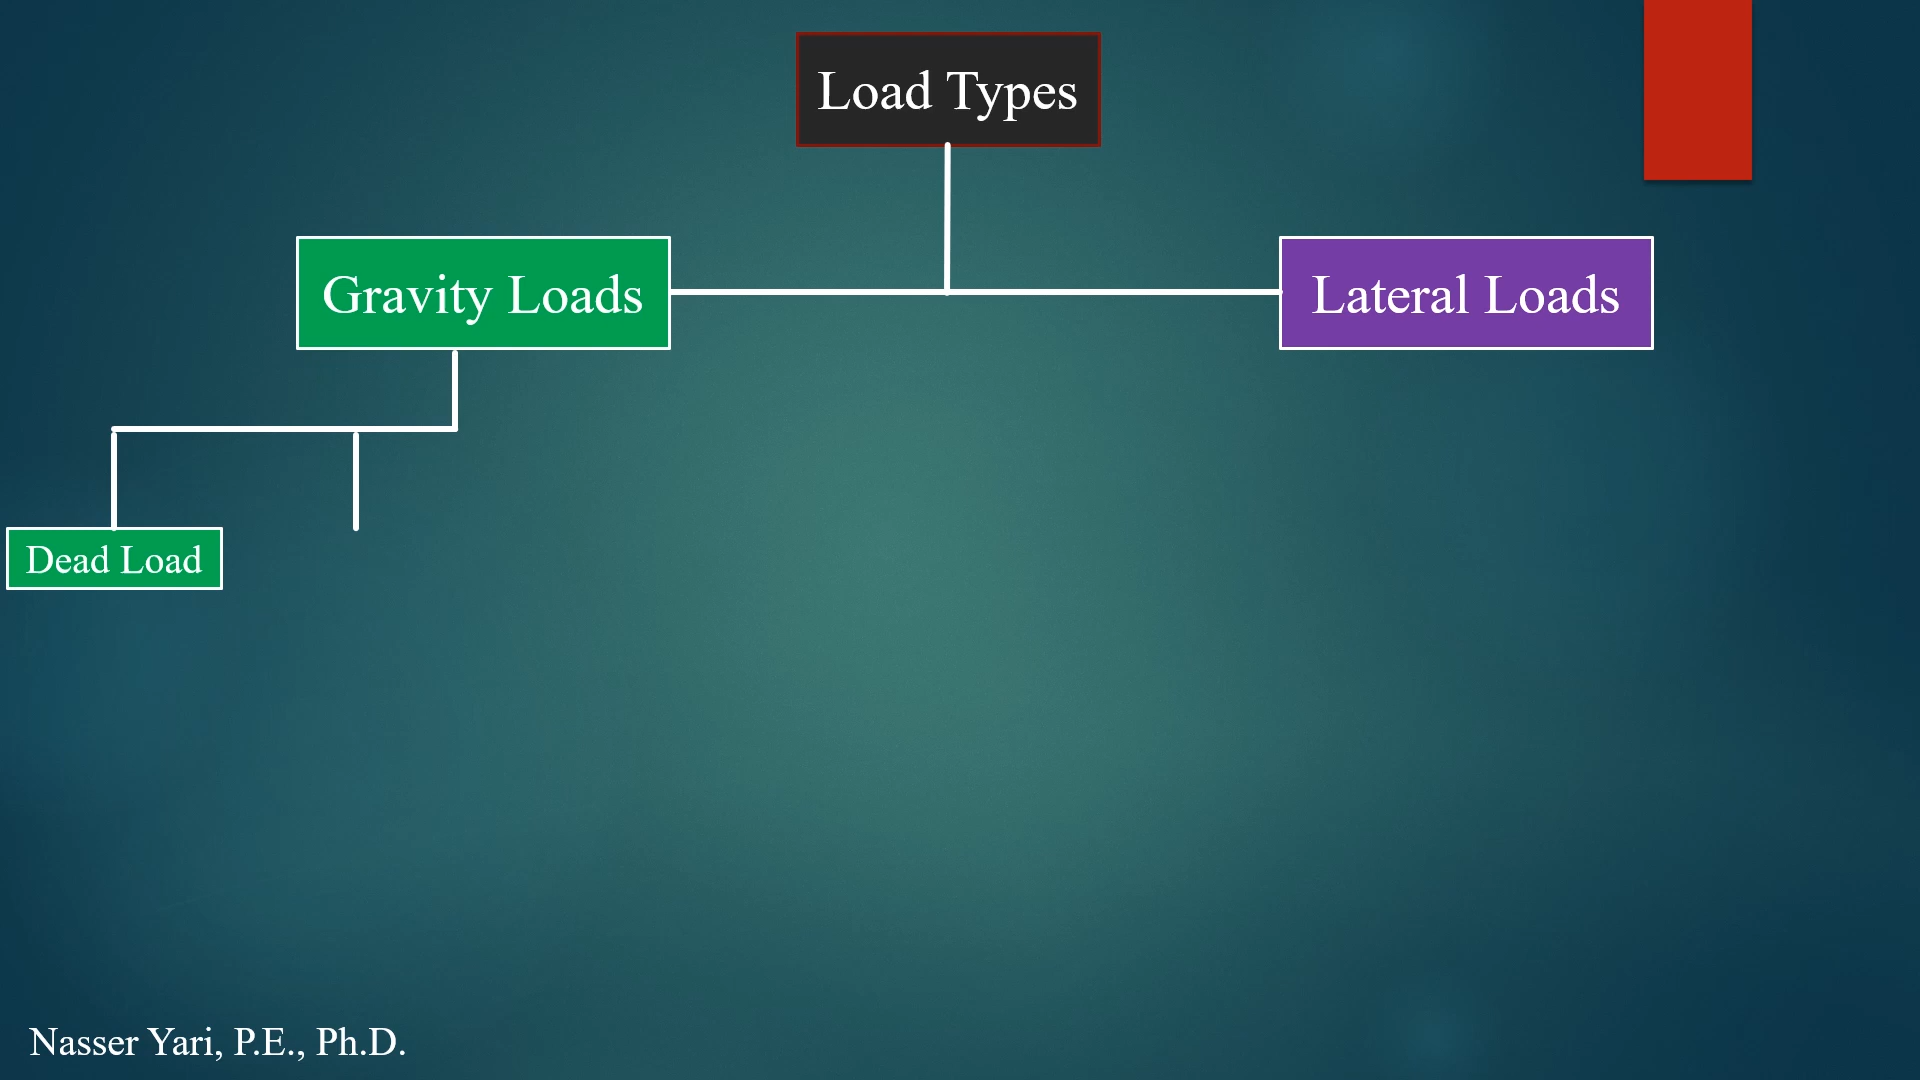 Load Types
Gravity Loads
Lateral Loads
Dead Load
Nasser Yari, P.E., Ph.D.